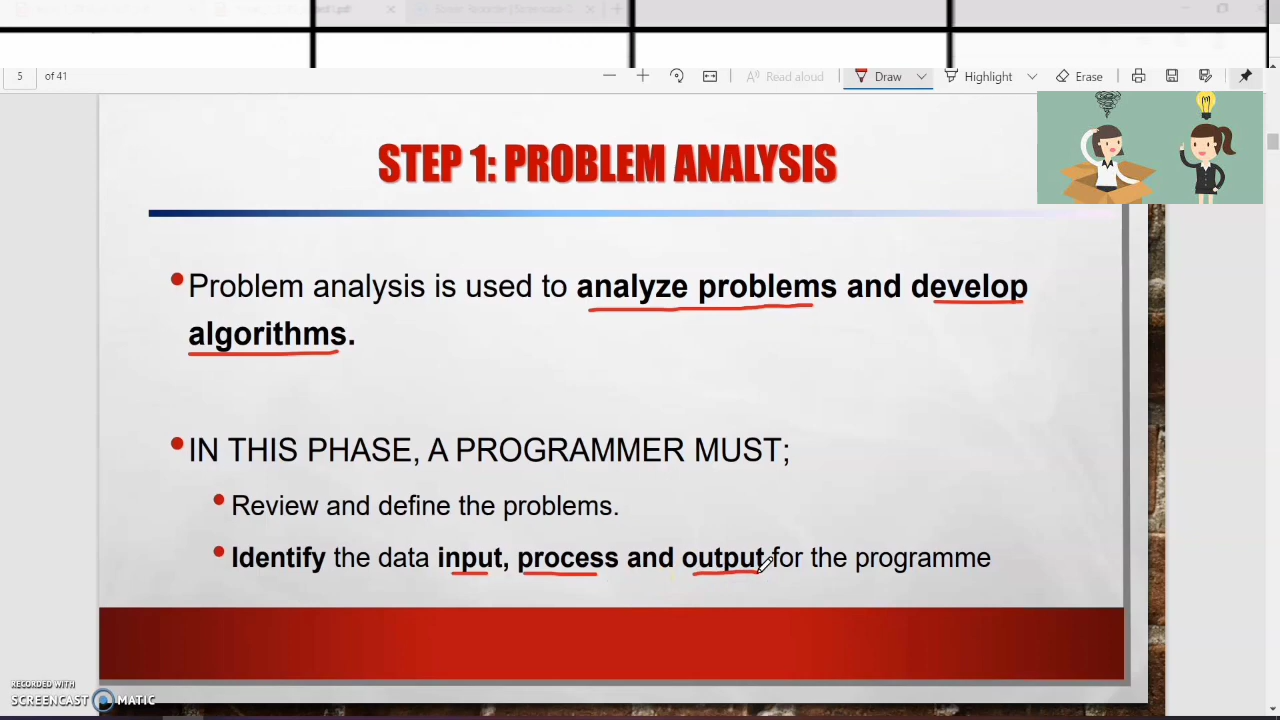 5 of 41
Read aloud
Draw
Highlight
Erase
STEP 1: PROBLEM ANALYSIS
Problem analysis is used to analyze problems and develop
algorithms.
IN THIS PHASE, A PROGRAMMER MUST;
Review and define the problems.
Identify the data input, process and output for the programme
RECORDED WITH
SCREENCAST MATIC